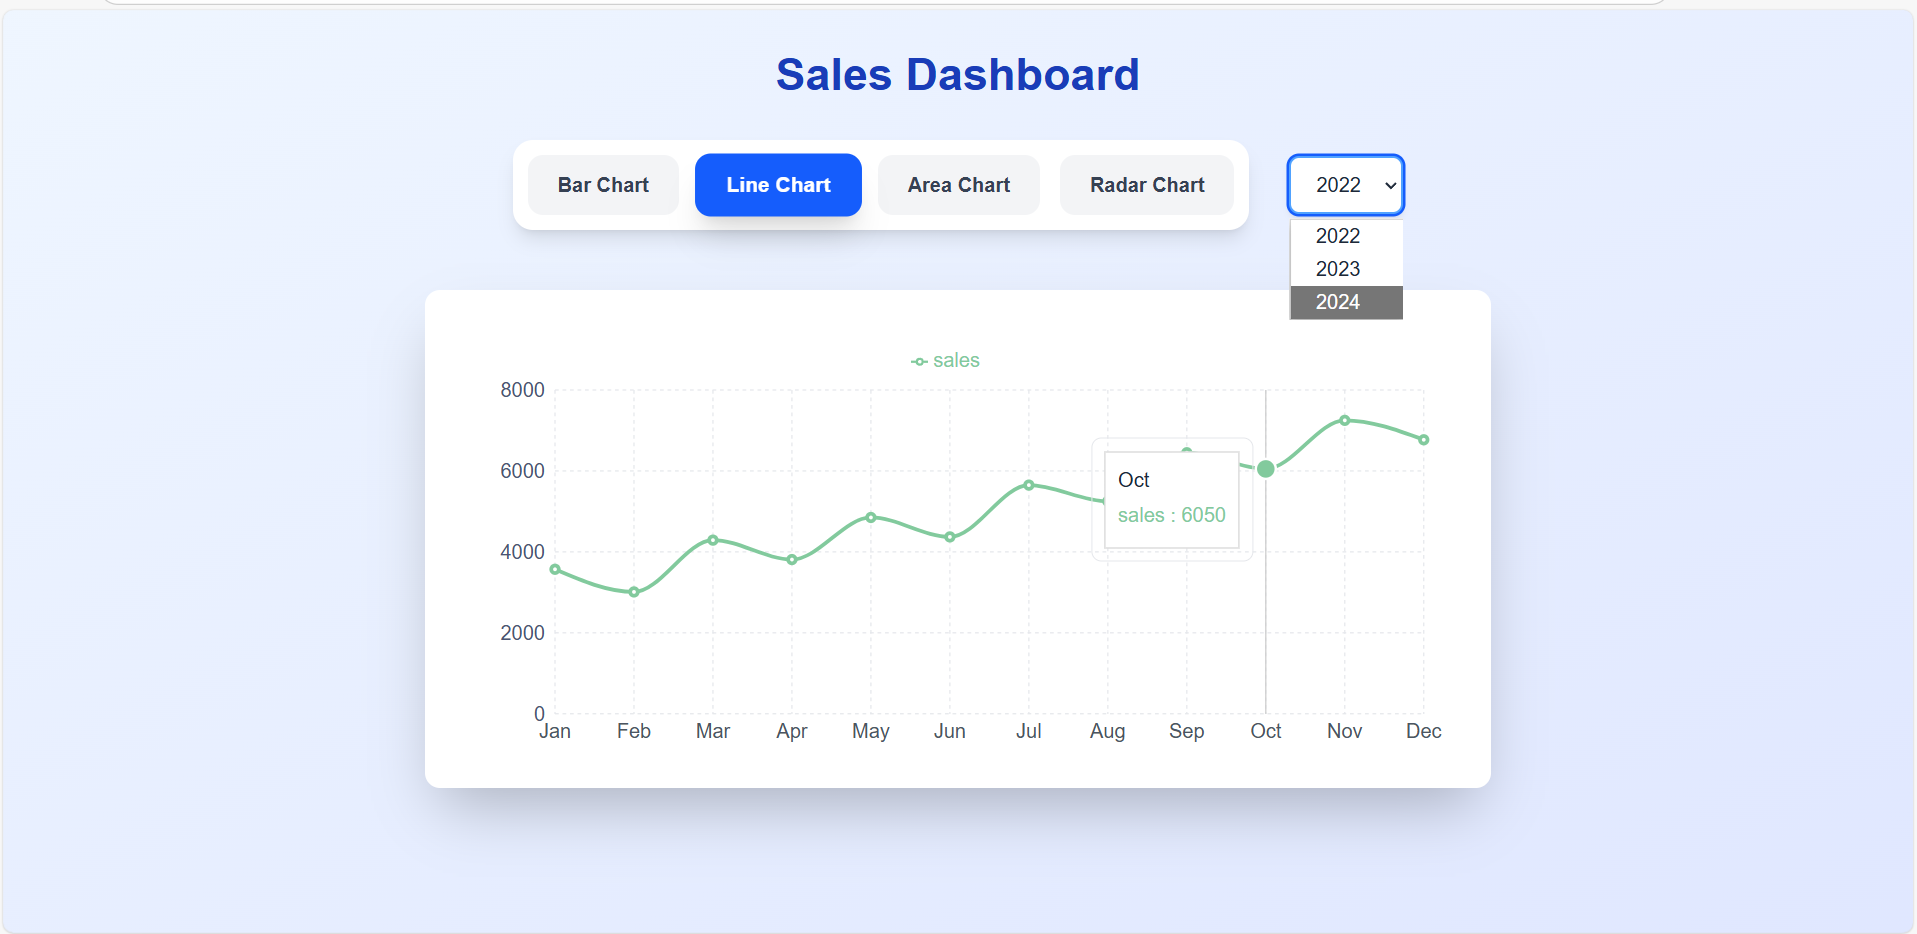 Sales Dashboard
Bar Chart
Line Chart
Area Chart
Radar Chart
2022
2022
2023
2024
sales
8000
6000
4000
2000
0
Oct
sales : 6050
Jan
Feb
Mar
Apr
May
Jun
Jul
Aug
Sep
Oct
Nov
Dec